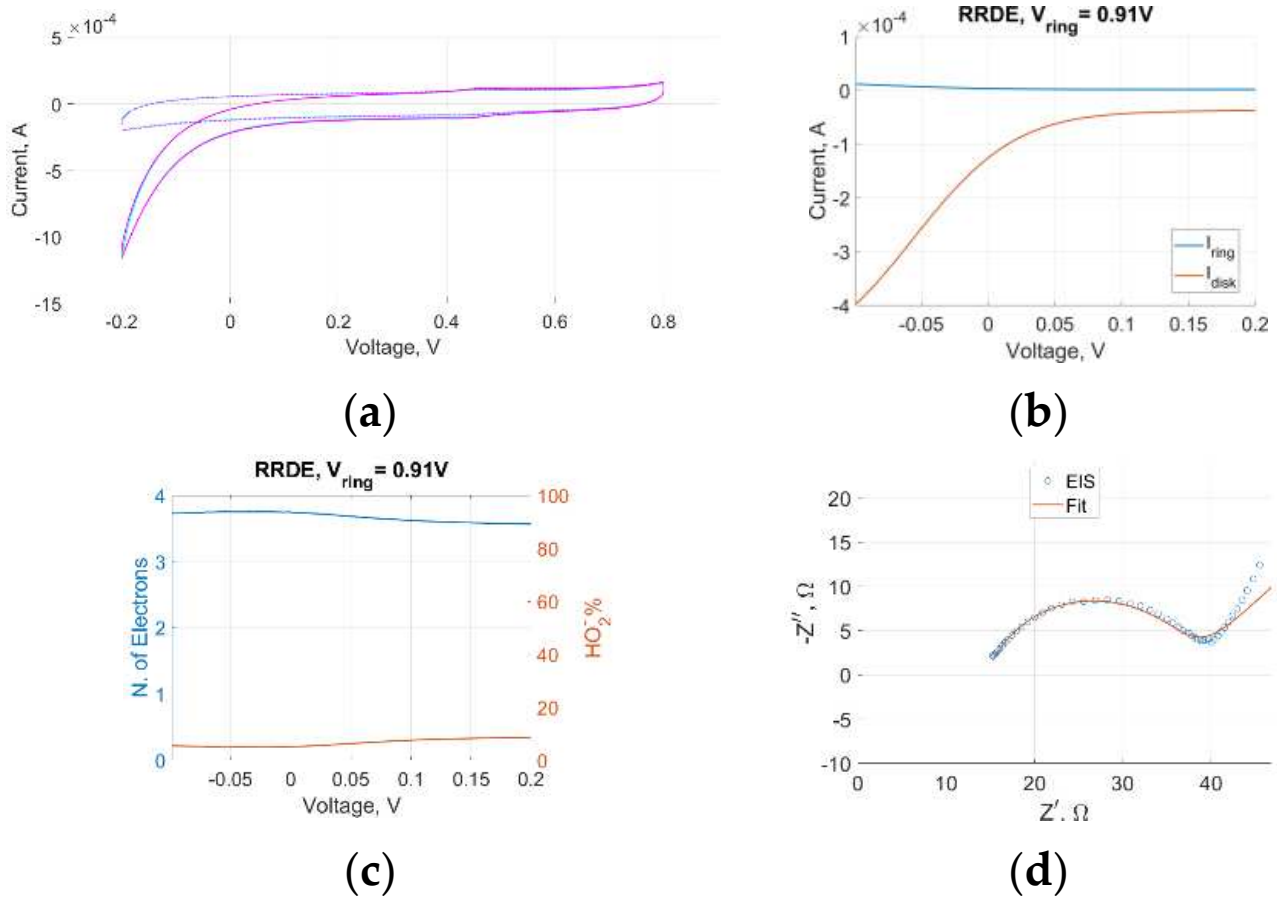 ×10⁻⁴
5
0
-5
-10
-15
Current, A
-0.2 0 0.2 0.4 0.6 0.8
Voltage, V
(a)
RRDE, V_ring = 0.91V
×10⁻⁴
1
0
-1
-2
-3
-4
Current, A
I_ring
I_disk
-0.05 0 0.05 0.1 0.15 0.2
Voltage, V
(b)
RRDE, V_ring = 0.91V
4
3
2
1
0
N. of Electrons
100
80
60
40
20
0
HO₂⁻%
-0.05 0 0.05 0.1 0.15 0.2
Voltage, V
(c)
EIS
Fit
20
15
10
5
0
-5
-10
-Z′′, Ω
0 10 20 30 40
Z′, Ω
(d)